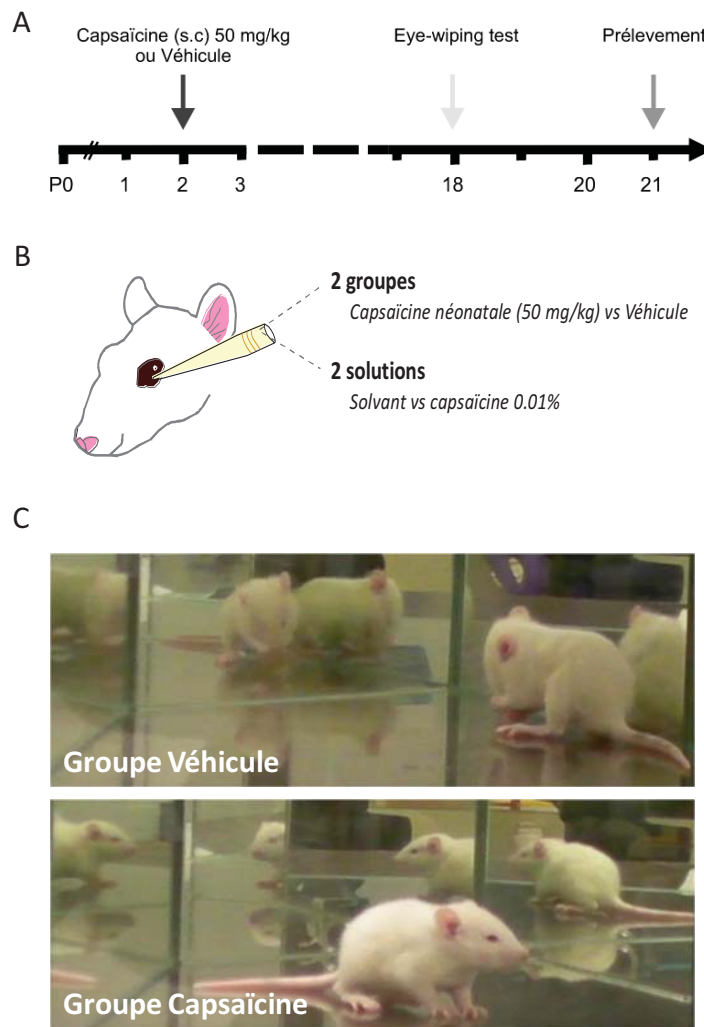 A
Capsaïcine (s.c) 50 mg/kg
ou Véhicule
Eye-wiping test
Prélevement
P0 1 2 3 18 20 21
B
2 groupes
Capsaïcine néonatale (50 mg/kg) vs Véhicule
2 solutions
Solvant vs capsaïcine 0.01%
C
Groupe Véhicule
Groupe Capsaïcine